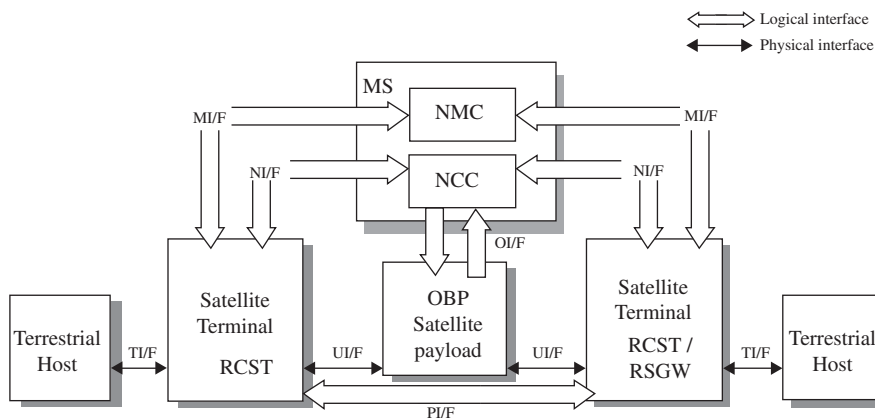 Logical interface
Physical interface
MS
NMC
MI/F
MI/F
NCC
NI/F
NI/F
OI/F
OBP
Satellite
payload
Satellite
Terminal
RCST
Satellite
Terminal
RCST /
RSGW
Terrestrial
Host
Terrestrial
Host
TI/F
UI/F
UI/F
TI/F
PI/F